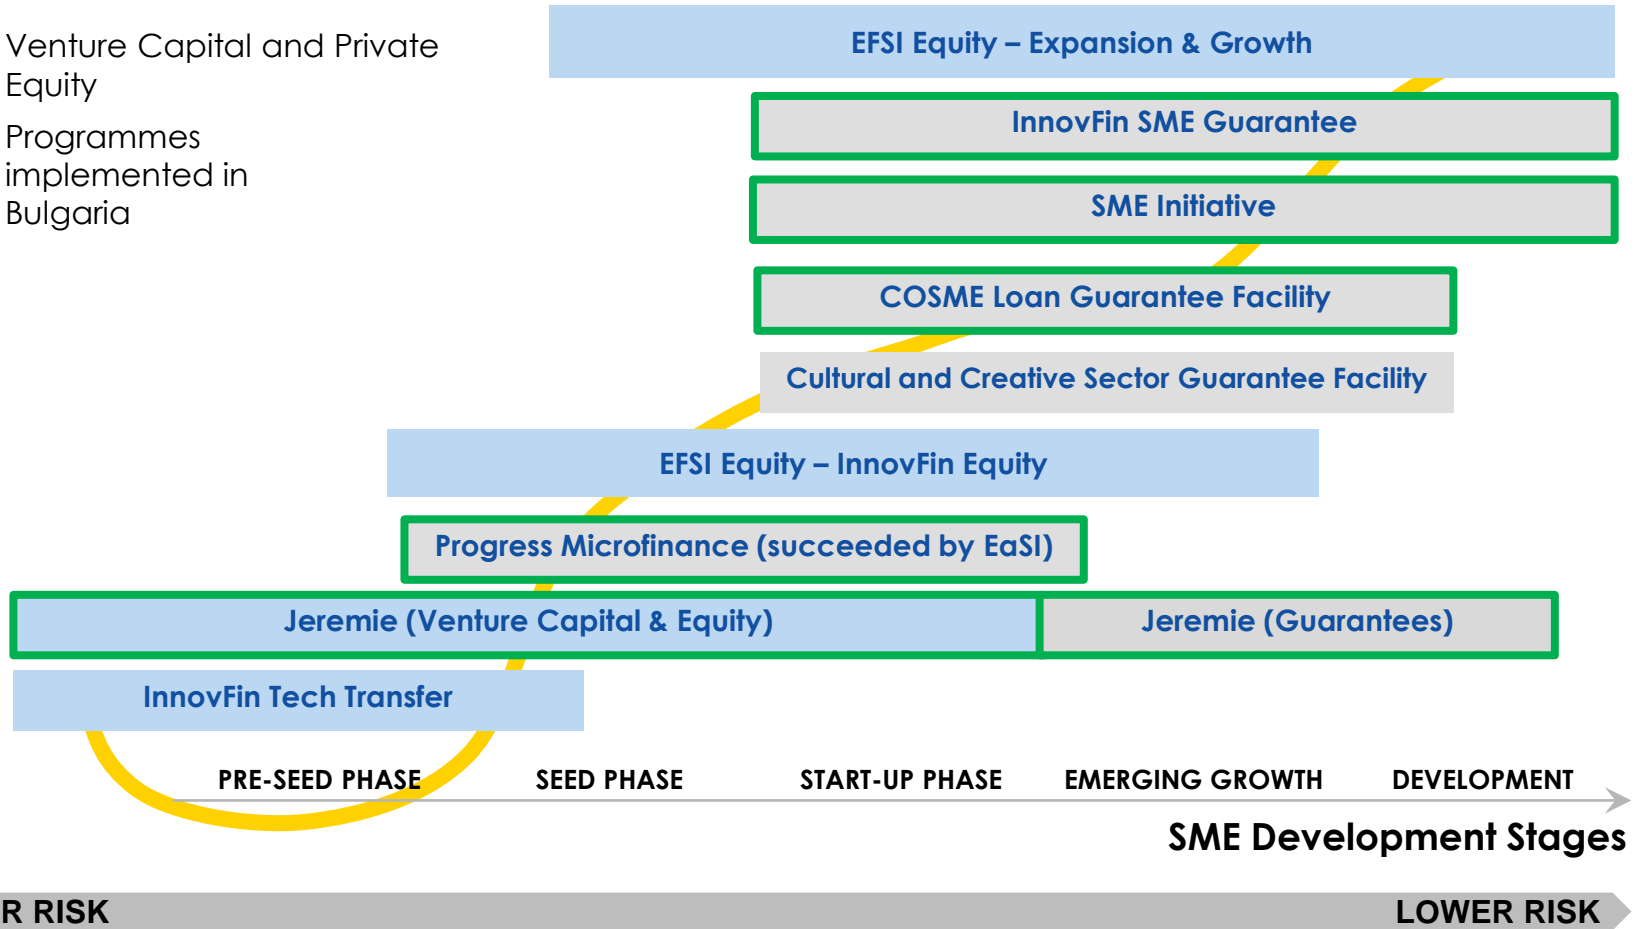 Venture Capital and Private
Equity
Programmes
implemented in
Bulgaria
EFSI Equity – Expansion & Growth
InnovFin SME Guarantee
SME Initiative
COSME Loan Guarantee Facility
Cultural and Creative Sector Guarantee Facility
EFSI Equity – InnovFin Equity
Progress Microfinance (succeeded by EaSI)
Jeremie (Venture Capital & Equity) Jeremie (Guarantees)
InnovFin Tech Transfer
PRE-SEED PHASE SEED PHASE START-UP PHASE EMERGING GROWTH DEVELOPMENT
SME Development Stages
R RISK LOWER RISK